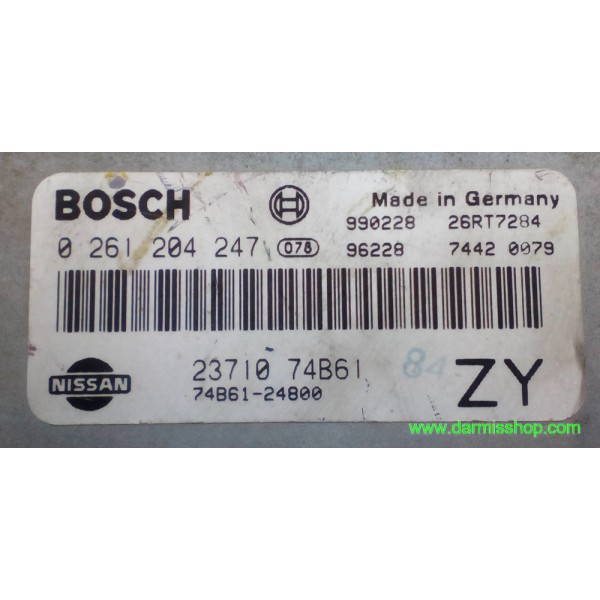 BOSCH Made in Germany
990228 26RT7284
0 261 204 247 078 96228 7442 0079
NISSAN 23710 74B61 84 ZY
74B61-24800
www.darmisshop.com